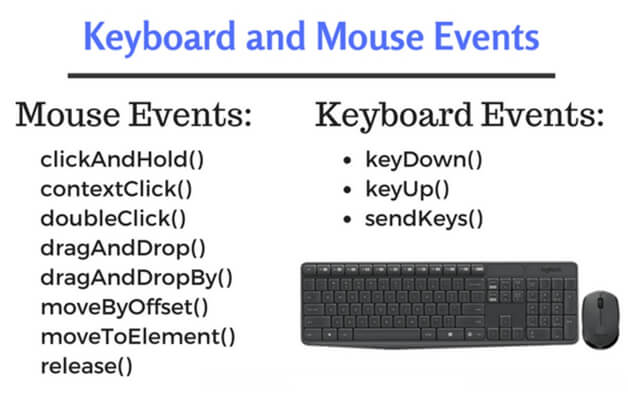 Keyboard and Mouse Events
Mouse Events:
clickAndHold()
contextClick()
doubleClick()
dragAndDrop()
dragAndDropBy()
moveByOffset()
moveToElement()
release()
Keyboard Events:
• keyDown()
• keyUp()
• sendKeys()
logitech